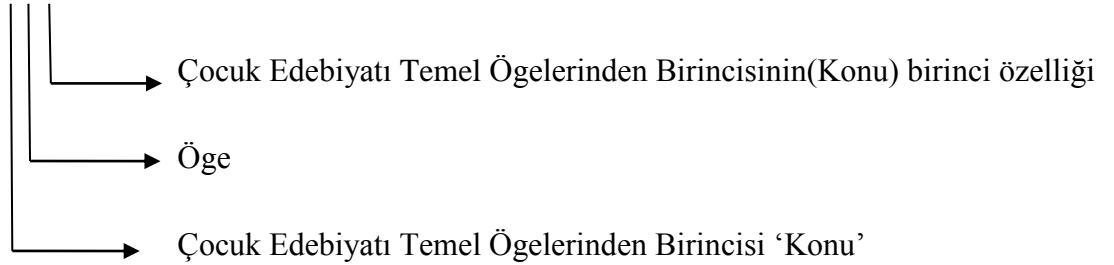 Çocuk Edebiyatı Temel Ögelerinden Birincisinin(Konu) birinci özelliği
Öge
Çocuk Edebiyatı Temel Ögelerinden Birincisi ‘Konu’